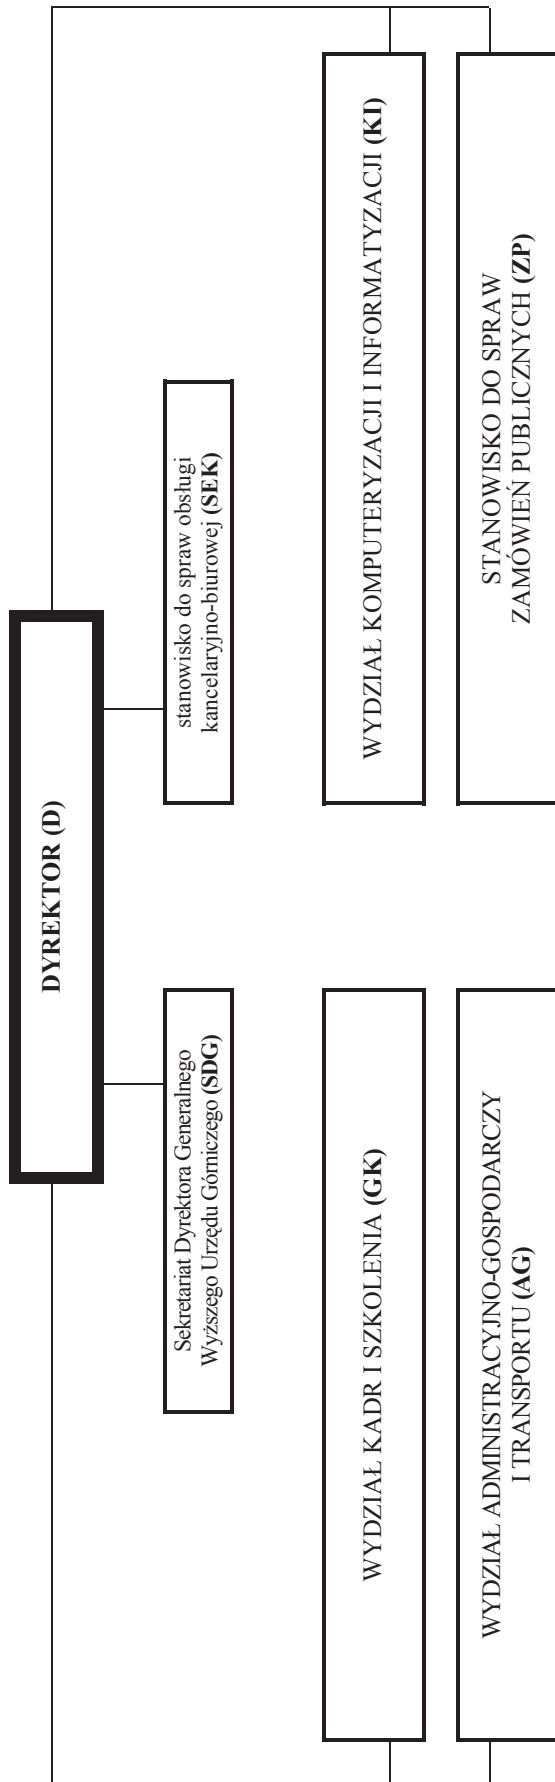 DYREKTOR (D)
Sekretariat Dyrektora Generalnego
Wyższego Urzędu Górniczego (SDG)
stanowisko do spraw obsługi
kancelaryjno-biurowej (SEK)
WYDZIAŁ KADR I SZKOLENIA (GK)
WYDZIAŁ KOMPUTERYZACJI I INFORMATYZACJI (KI)
WYDZIAŁ ADMINISTRACYJNO-GOSPODARCZY
I TRANSPORTU (AG)
STANOWISKO DO SPRAW
ZAMÓWIEŃ PUBLICZNYCH (ZP)